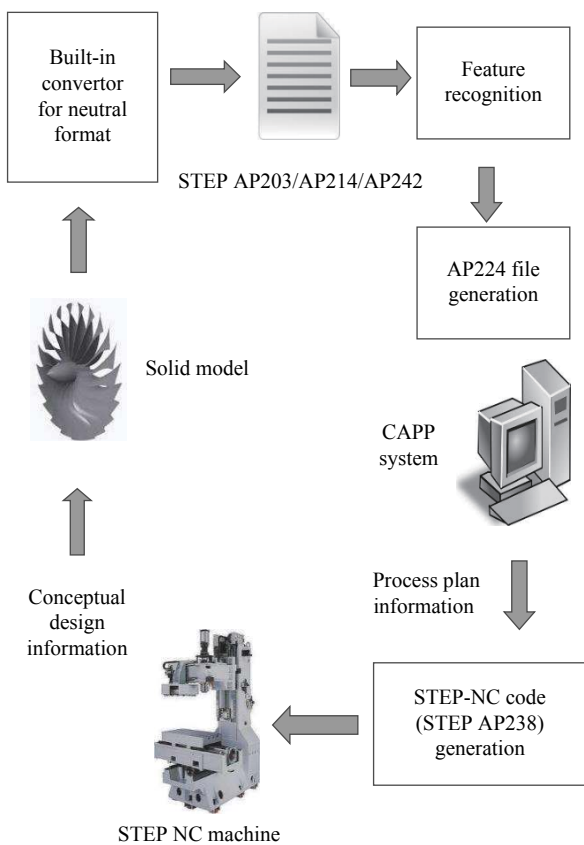 Built-in
convertor
for neutral
format
STEP AP203/AP214/AP242
Feature
recognition
AP224 file
generation
CAPP
system
Process plan
information
STEP-NC code
(STEP AP238)
generation
STEP NC machine
Conceptual
design
information
Solid model